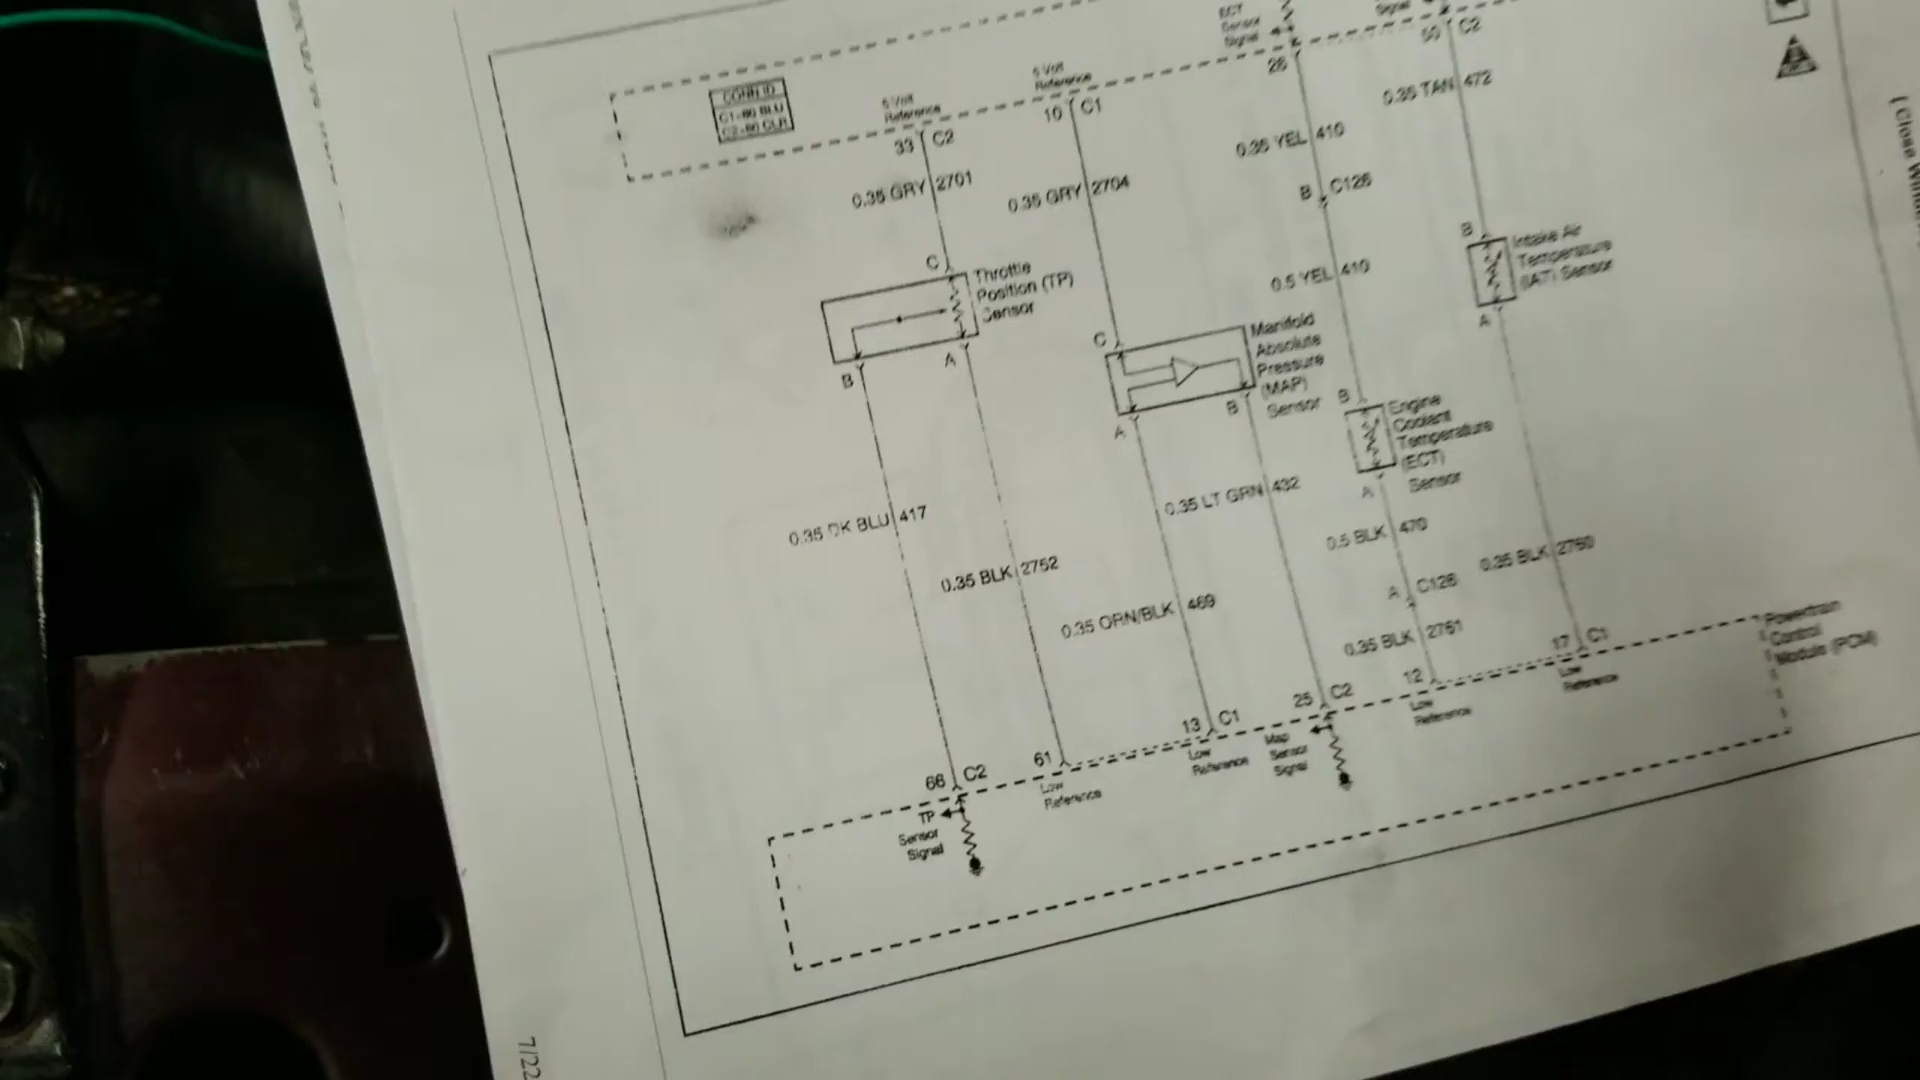 ECT
Sensor
Signal
Signal
CONN ID
C1=80 BLU
C2=80 CLR
5 Volt
Reference
5 Volt
Reference
33 C2
10 C1
26
50 C2
0.35 GRY 2701
0.35 GRY 2704
0.35 YEL 410
0.35 TAN 472
B C126
C
Throttle
Position (TP)
Sensor
B
A
0.5 YEL 410
B
Intake Air
Temperature
(IAT) Sensor
A
C
Manifold
Absolute
Pressure
(MAP)
Sensor
A
B
B
Engine
Coolant
Temperature
(ECT)
Sensor
A
0.35 DK BLU 417
0.35 BLK 2752
0.35 ORN/BLK 469
0.35 LT GRN 432
0.5 BLK 470
0.35 BLK 2760
A C126
0.35 BLK 2761
66 C2
61
13 C1
25 C2
12
17 C1
TP
Sensor
Signal
Low
Reference
Low
Reference
Map
Sensor
Signal
Low
Reference
Low
Reference
Powertrain
Control
Module (PCM)
7/22